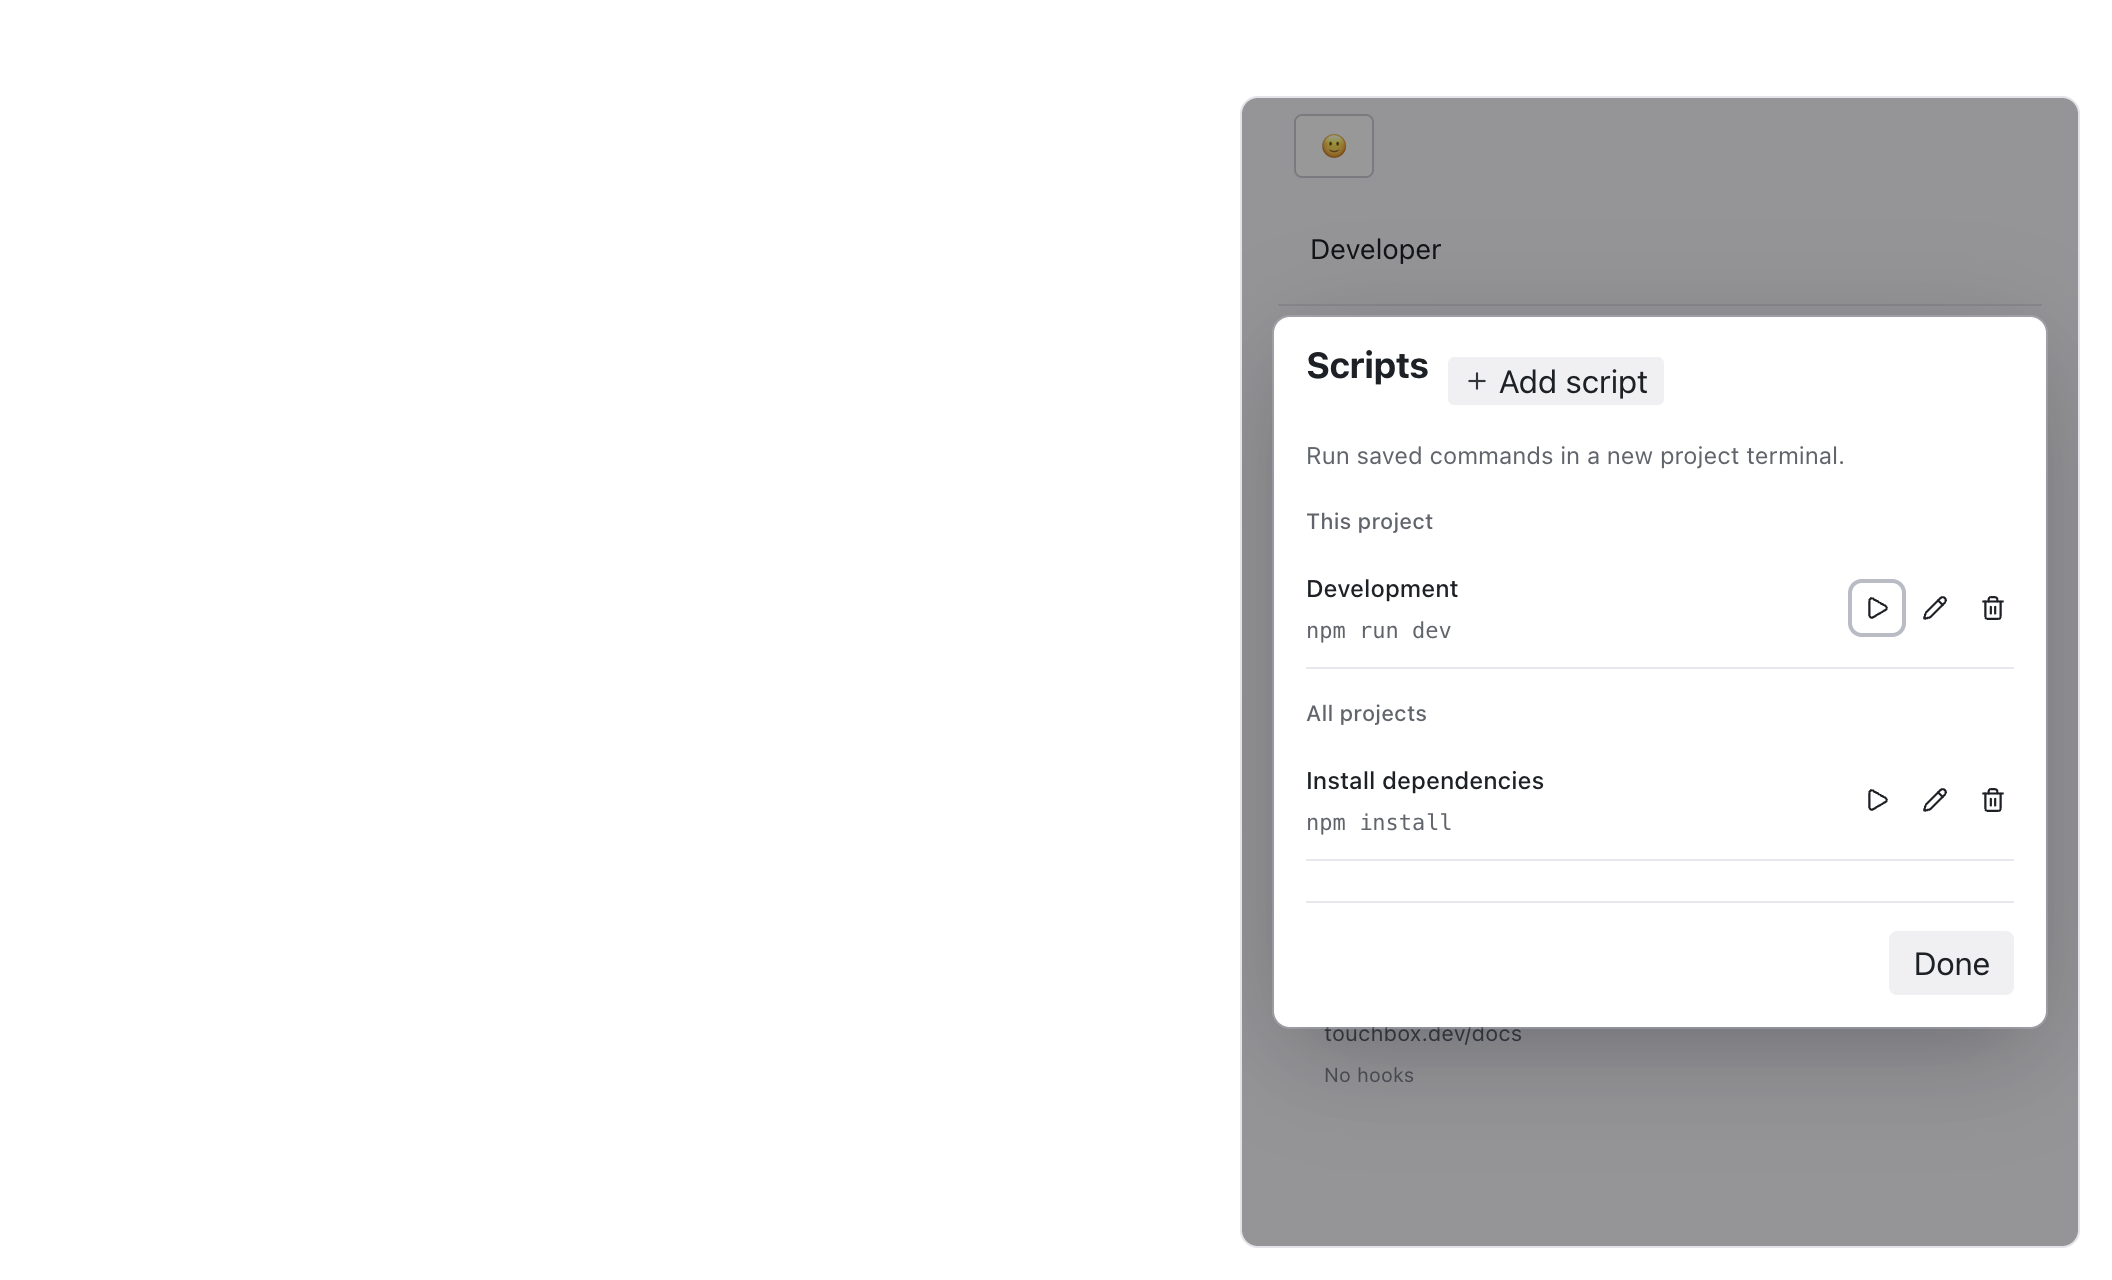 Developer
Scripts
+ Add script
Run saved commands in a new project terminal.
This project
Development
npm run dev
All projects
Install dependencies
npm install
Done
touchbox.dev/docs
No hooks